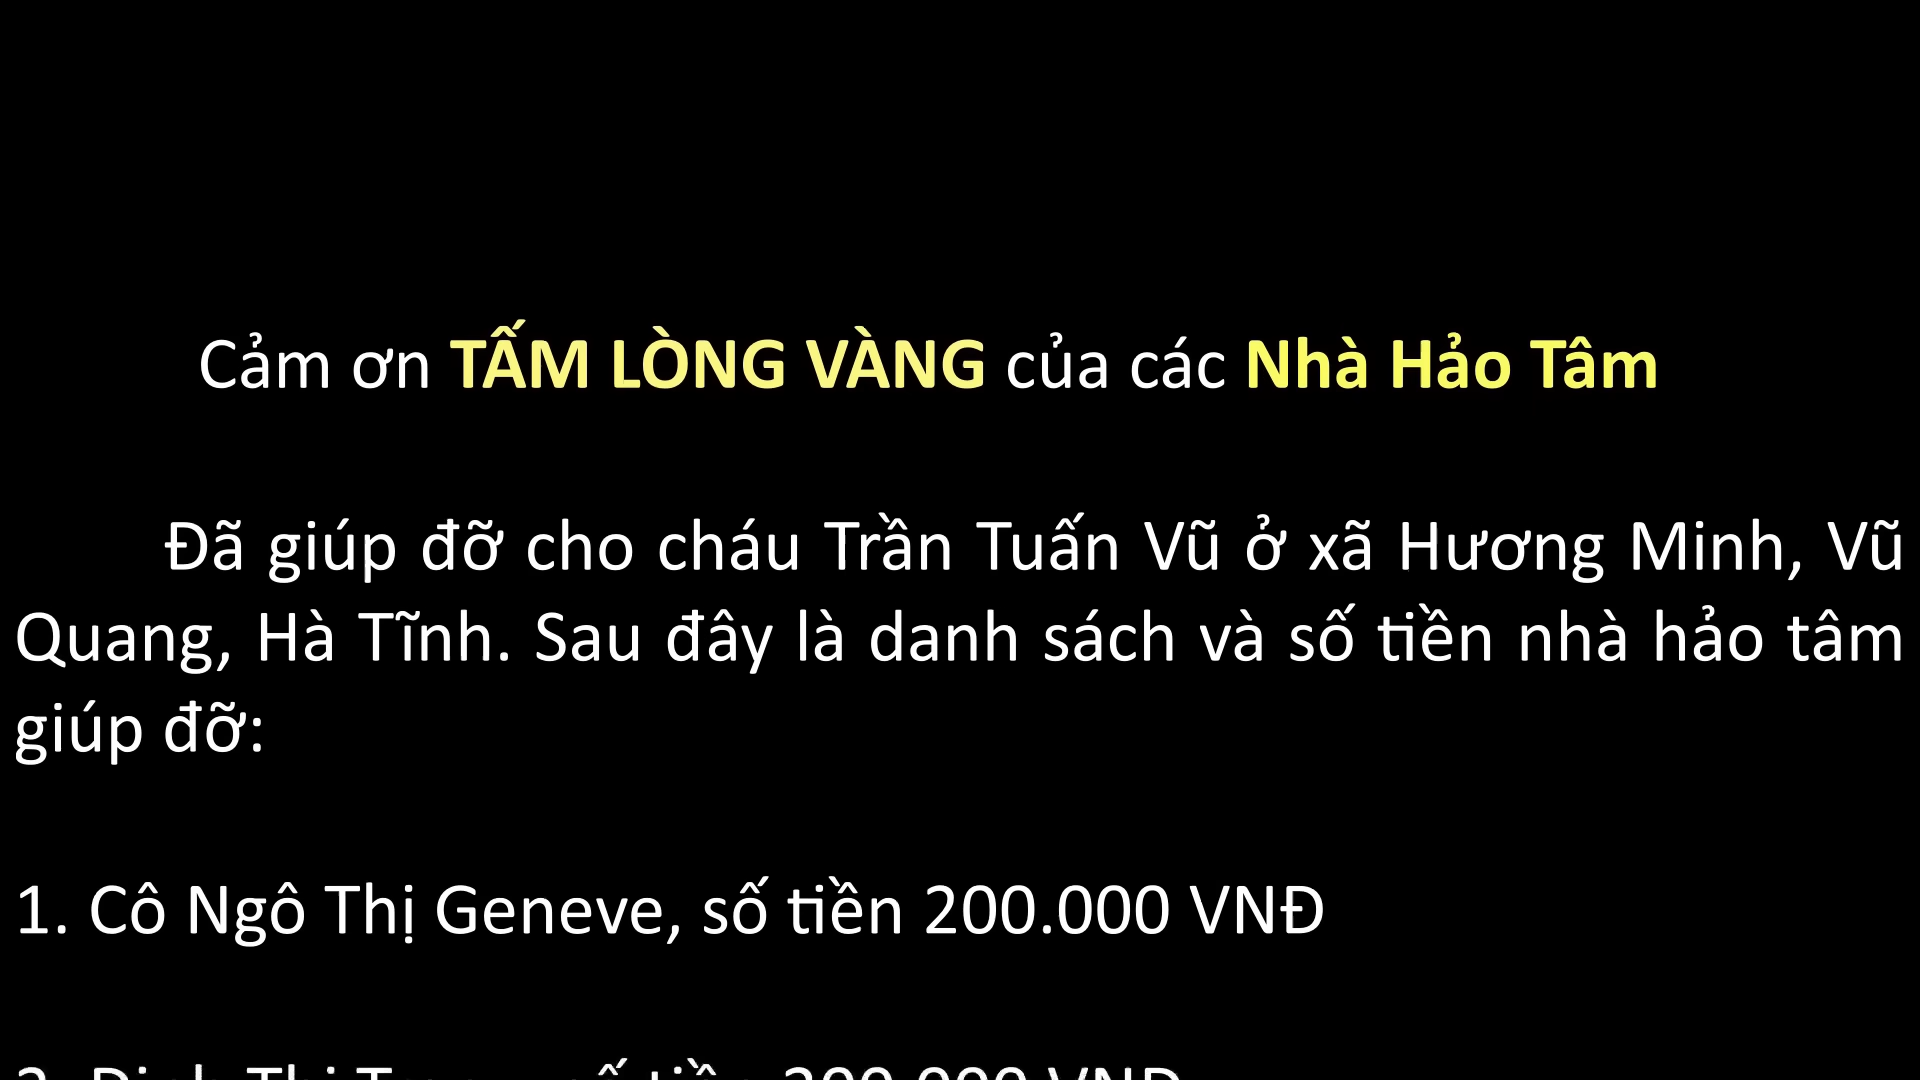 Cảm ơn TẤM LÒNG VÀNG của các Nhà Hảo Tâm
Đã giúp đỡ cho cháu Trần Tuấn Vũ ở xã Hương Minh, Vũ
Quang, Hà Tĩnh. Sau đây là danh sách và số tiền nhà hảo tâm
giúp đỡ:
1. Cô Ngô Thị Geneve, số tiền 200.000 VNĐ